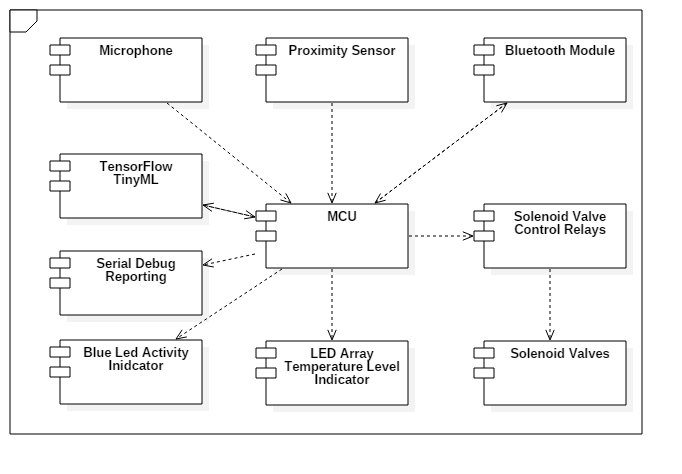 Microphone
Proximity Sensor
Bluetooth Module
TensorFlow
TinyML
MCU
Solenoid Valve
Control Relays
Serial Debug
Reporting
Blue Led Activity
Inidcator
LED Array
Temperature Level
Indicator
Solenoid Valves